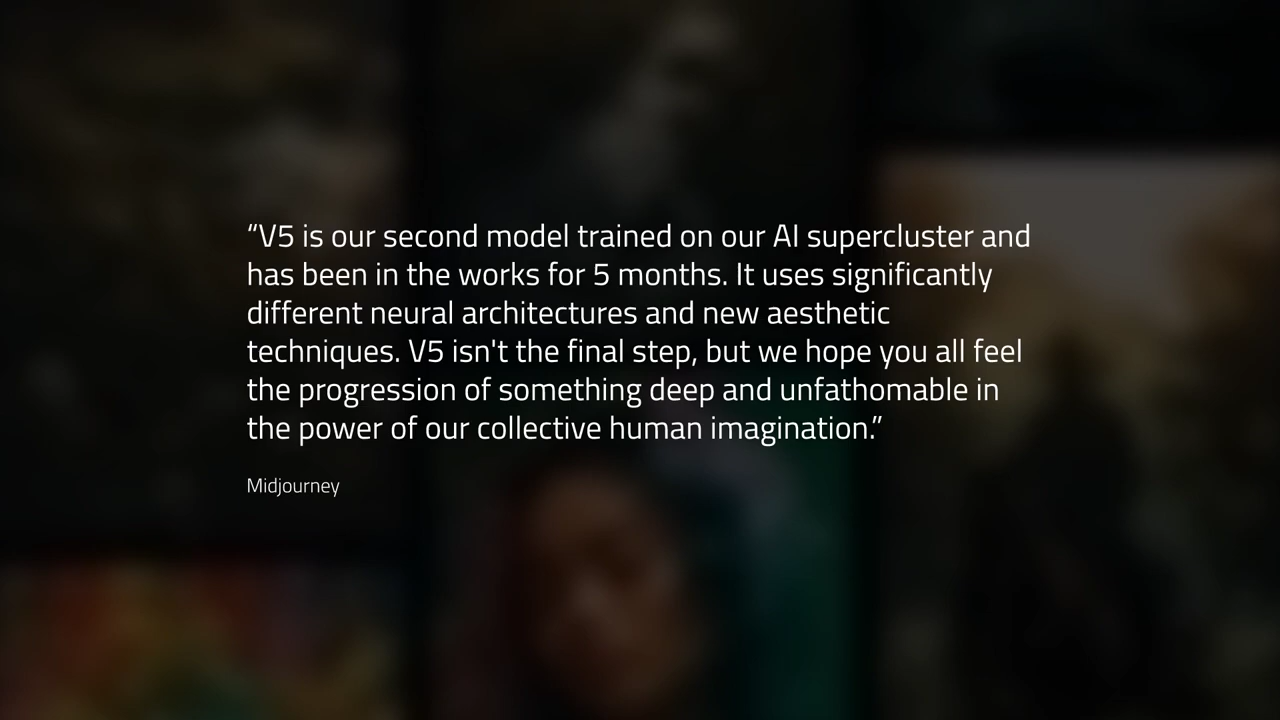 “V5 is our second model trained on our AI supercluster and
has been in the works for 5 months. It uses significantly
different neural architectures and new aesthetic
techniques. V5 isn't the final step, but we hope you all feel
the progression of something deep and unfathomable in
the power of our collective human imagination.”
Midjourney